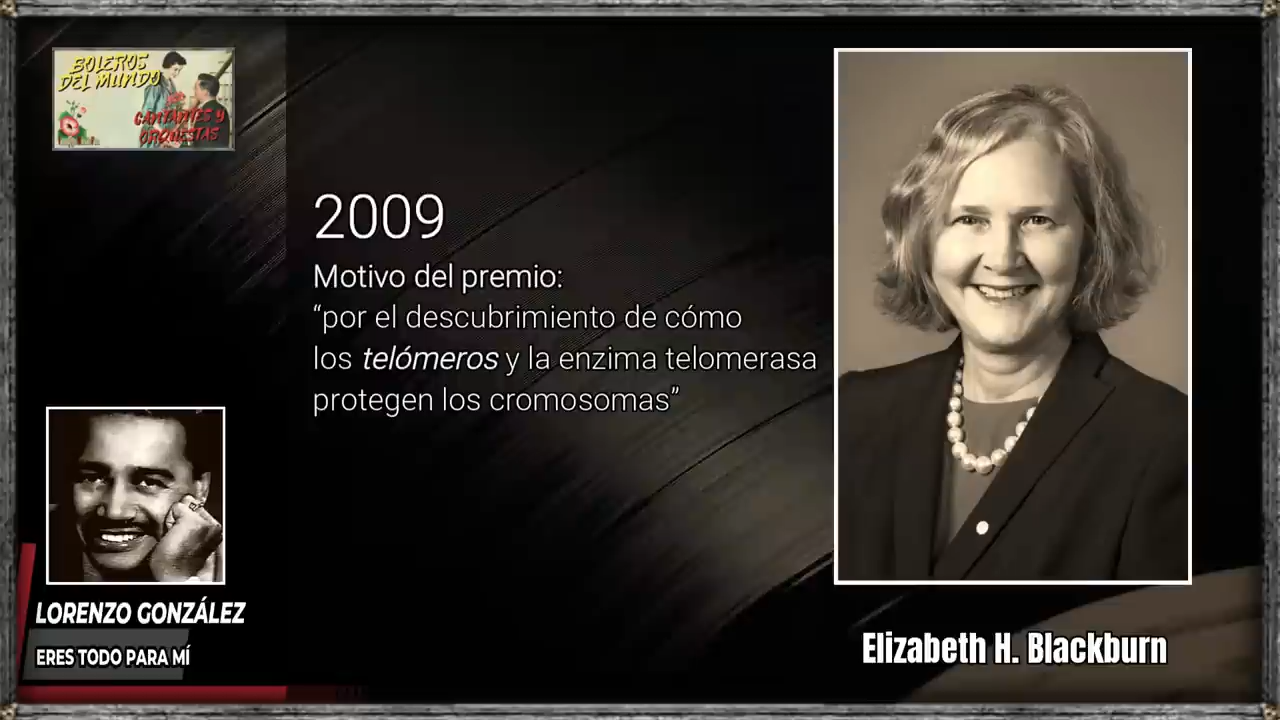 BOLEROS
DEL MUNDO
CANTANTES Y
ORQUESTAS
2009
Motivo del premio:
“por el descubrimiento de cómo
los telómeros y la enzima telomerasa
protegen los cromosomas”
LORENZO GONZÁLEZ
ERES TODO PARA MÍ
Elizabeth H. Blackburn